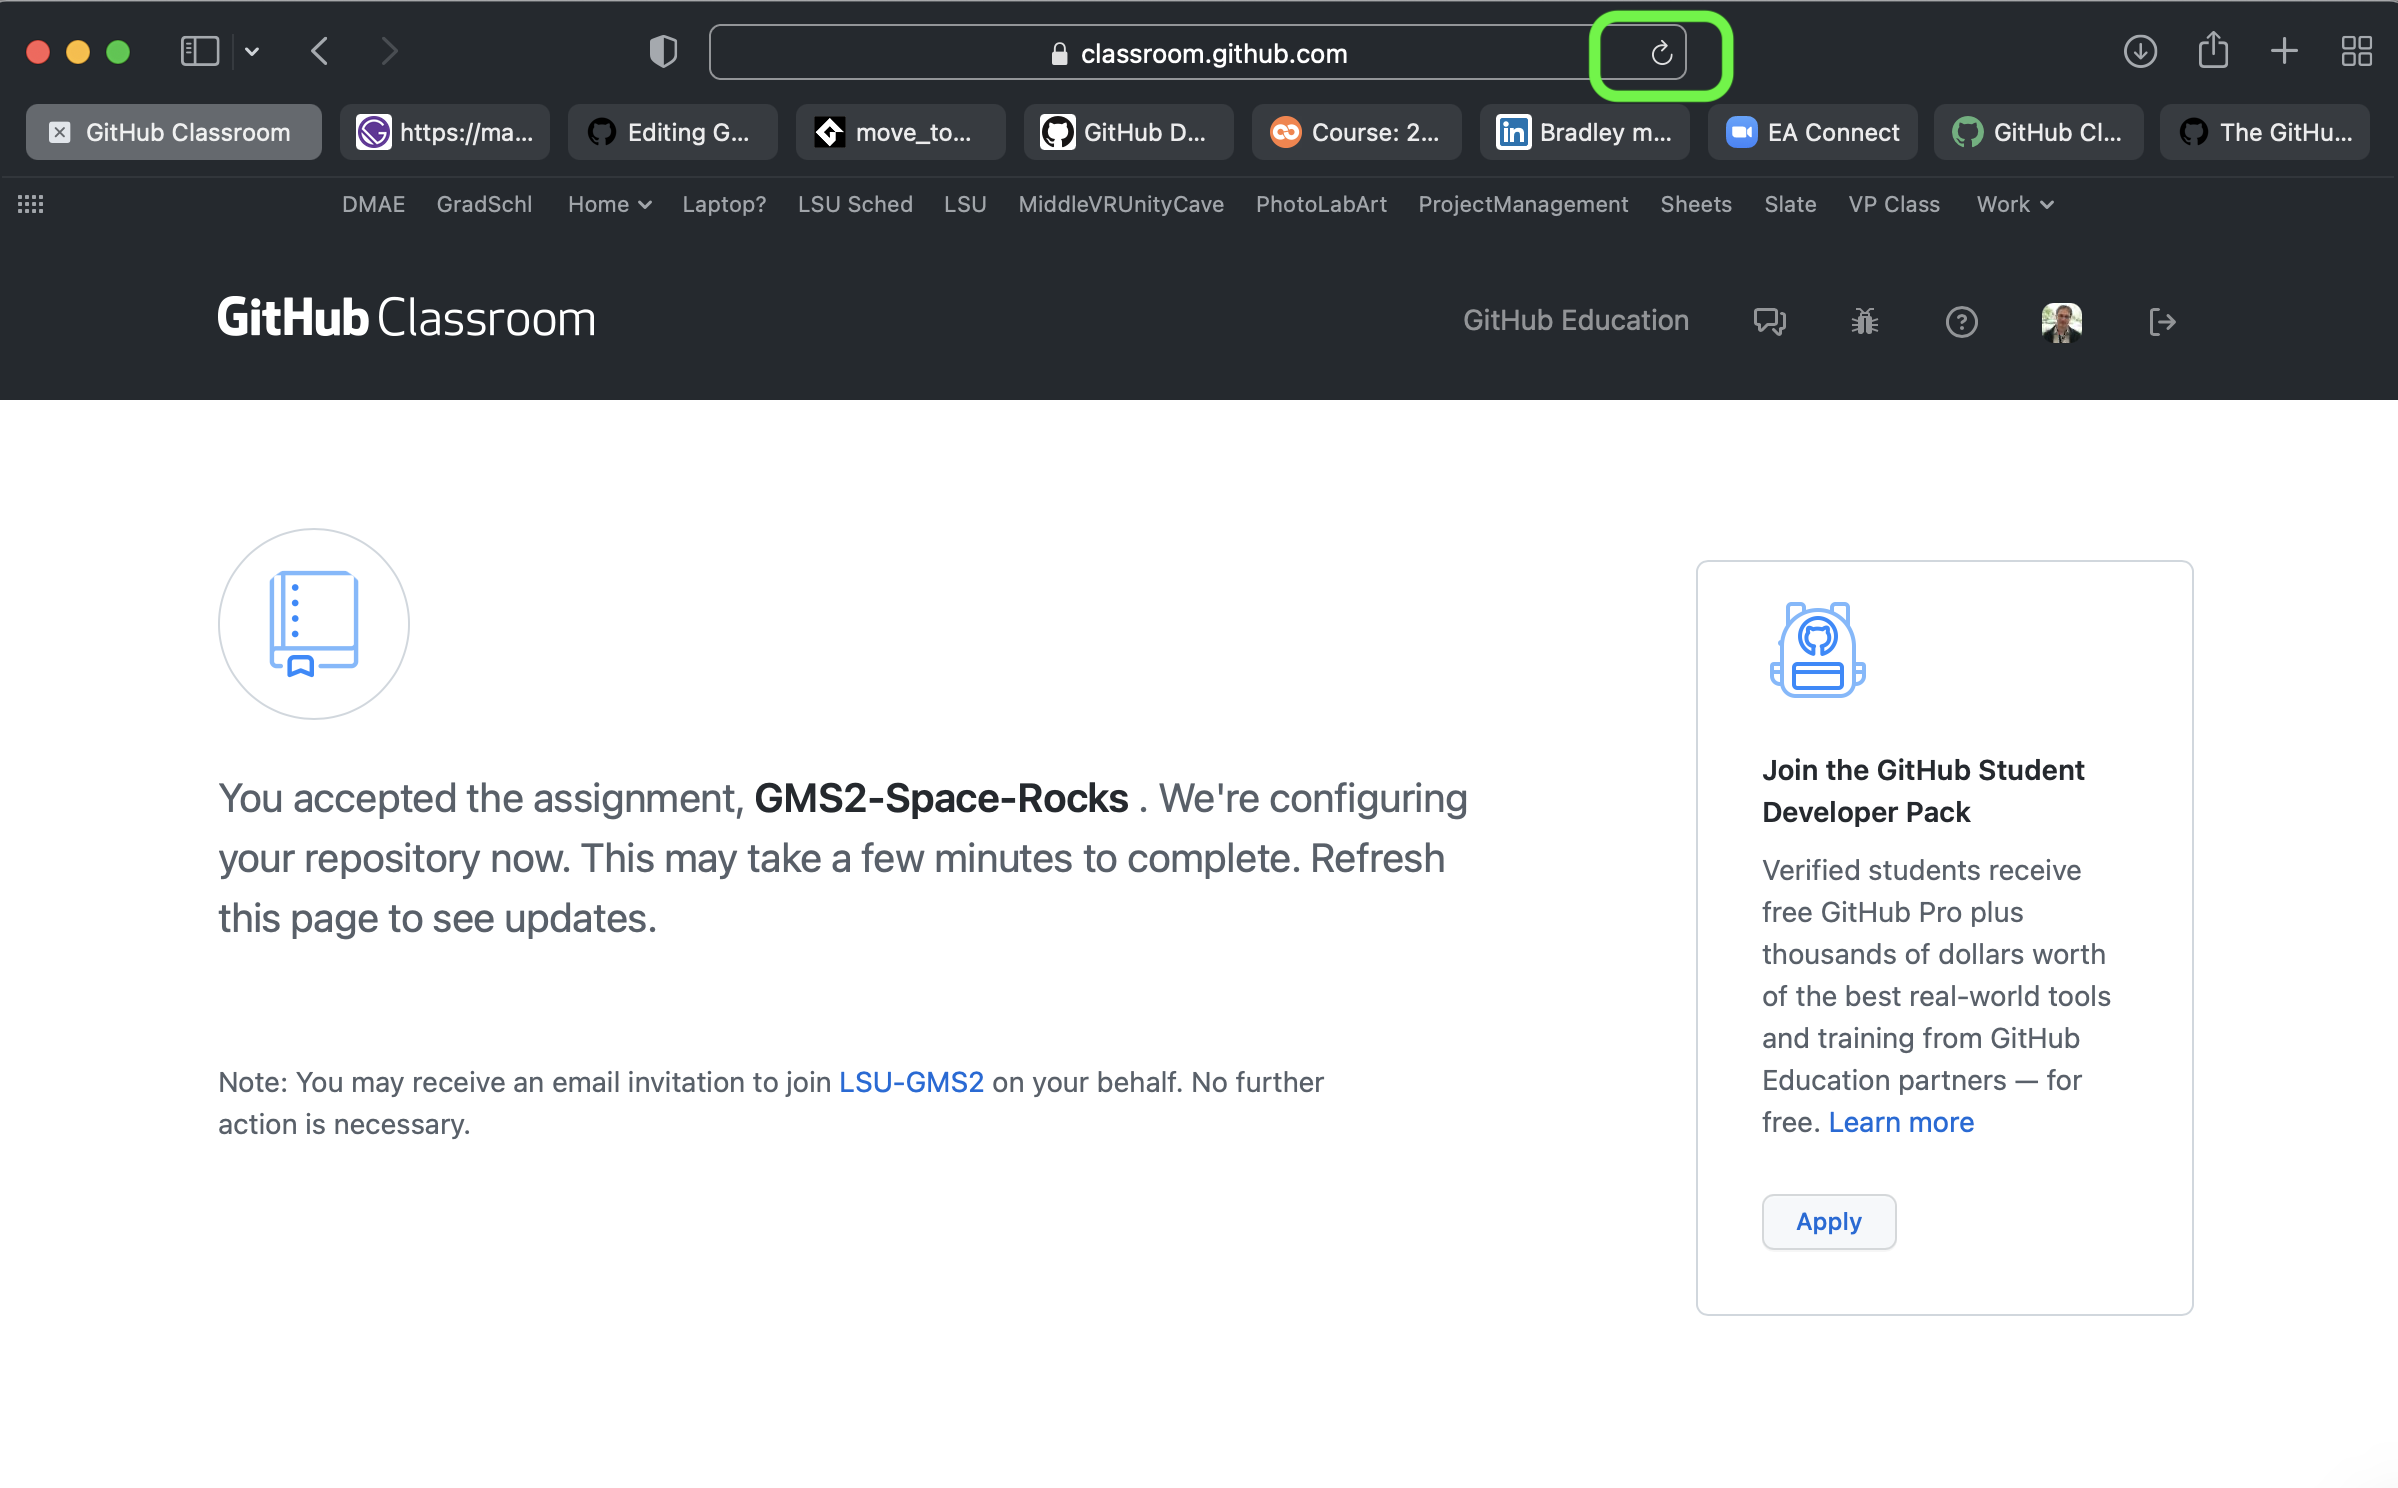 classroom.github.com
GitHub Classroom https://ma... Editing G... move_to... GitHub D... Course: 2... in Bradley m... EA Connect GitHub Cl... The GitHu...
DMAE GradSchl Home Laptop? LSU Sched LSU MiddleVRUnityCave PhotoLabArt ProjectManagement Sheets Slate VP Class Work
GitHub Classroom GitHub Education
You accepted the assignment, GMS2-Space-Rocks . We're configuring
your repository now. This may take a few minutes to complete. Refresh
this page to see updates.
Note: You may receive an email invitation to join LSU-GMS2 on your behalf. No further
action is necessary.
Join the GitHub Student
Developer Pack
Verified students receive
free GitHub Pro plus
thousands of dollars worth
of the best real-world tools
and training from GitHub
Education partners — for
free. Learn more
Apply